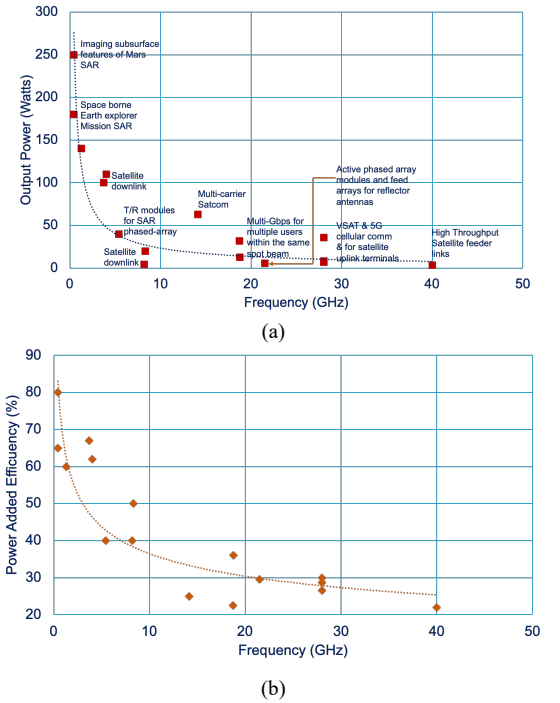 300
250
200
150
100
50
0
Output Power (Watts)
Imaging subsurface
features of Mars
SAR
Space borne
Earth explorer
Mission SAR
Satellite
downlink
T/R modules
for SAR
phased-array
Satellite
downlink
Multi-carrier
Satcom
Multi-Gbps for
multiple users
within the same
spot beam
Active phased array
modules and feed
arrays for reflector
antennas
VSAT & 5G
cellular comm
& for satellite
uplink terminals
High Throughput
Satellite feeder
links
0 10 20 30 40 50
Frequency (GHz)
(a)
90
80
70
60
50
40
30
20
Power Added Efficuency (%)
0 10 20 30 40 50
Frequency (GHz)
(b)